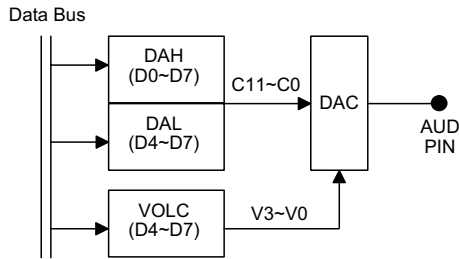 Data Bus
DAH
(D0~D7)
C11~C0
DAC
DAL
(D4~D7)
AUD
PIN
VOLC
(D4~D7)
V3~V0